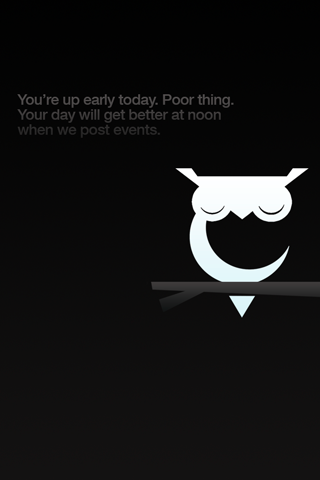 You’re up early today. Poor thing.
Your day will get better at noon
when we post events.